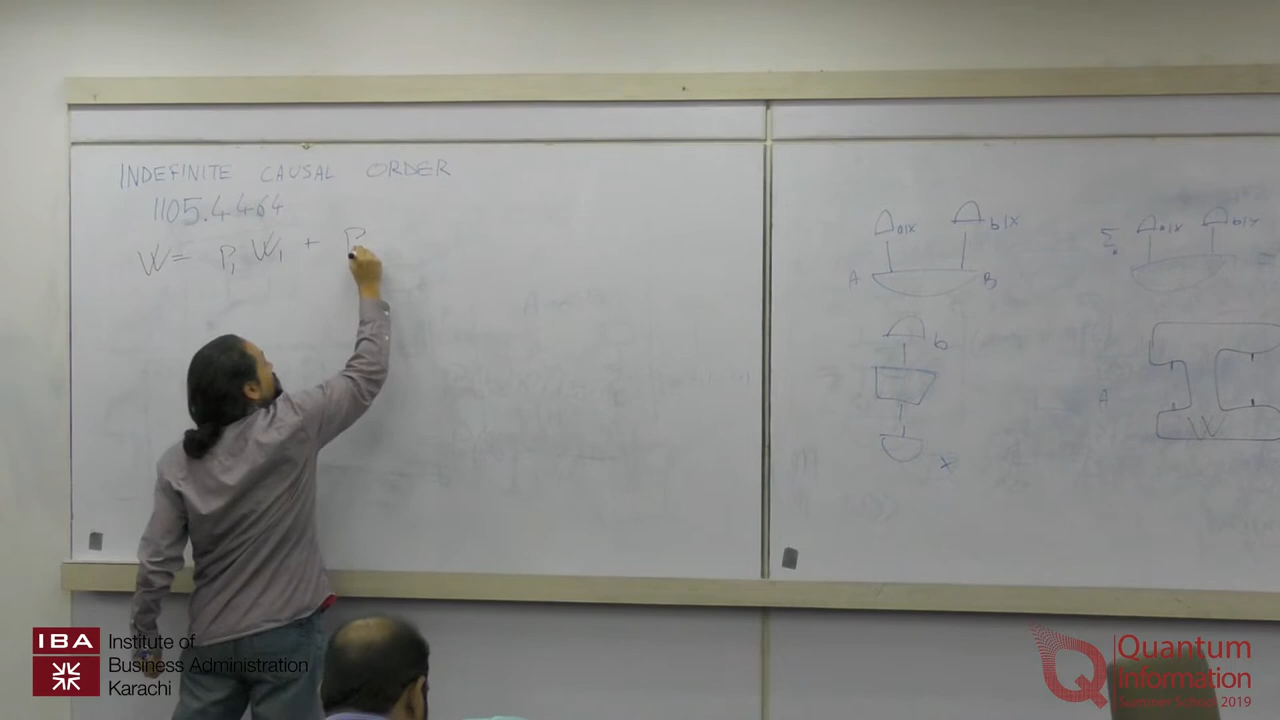 INDEFINITE CAUSAL ORDER
1105.4464
W = P₁ W₁ + P
a|x
b|x
A
B
b
x
Σ
a|x
b|x
=
A
W
IBA
Institute of
Business Administration
Karachi
Quantum
Information
Summer School 2019